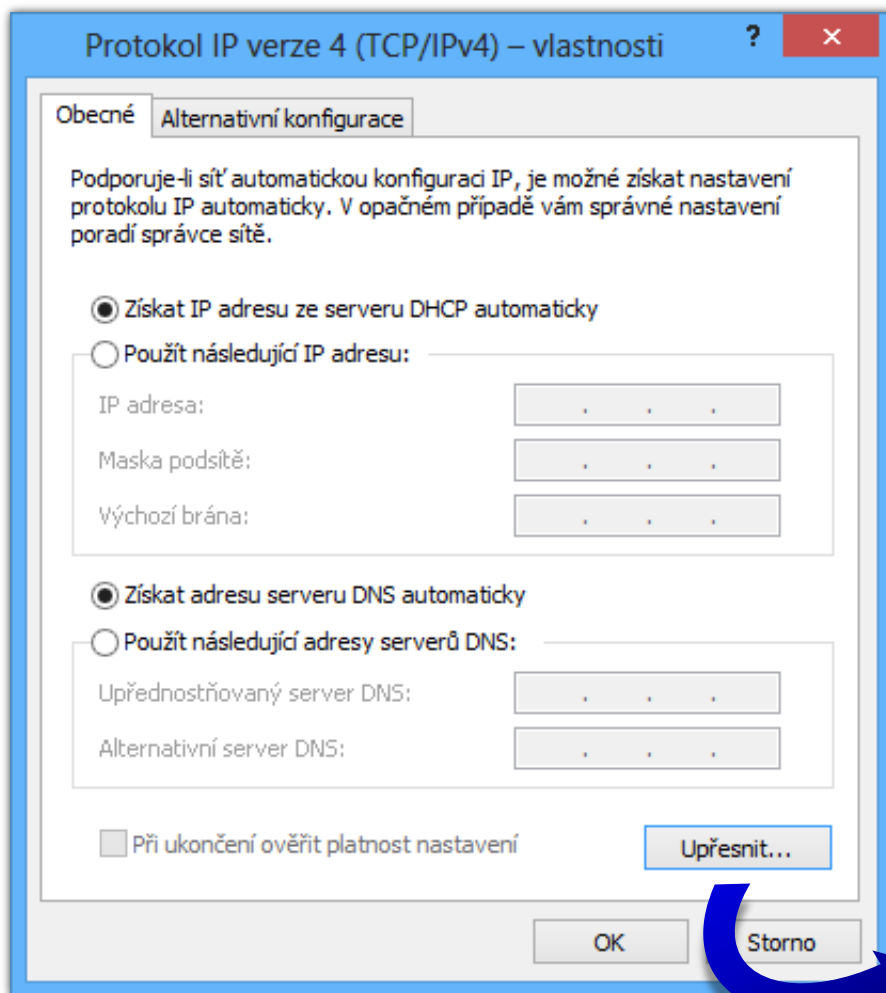 Protokol IP verze 4 (TCP/IPv4) – vlastnosti
?
Obecné
Alternativní konfigurace
Podporuje-li síť automatickou konfiguraci IP, je možné získat nastavení
protokolu IP automaticky. V opačném případě vám správné nastavení
poradí správce sítě.
Získat IP adresu ze serveru DHCP automaticky
Použít následující IP adresu:
IP adresa:
Maska podsítě:
Výchozí brána:
Získat adresu serveru DNS automaticky
Použít následující adresy serverů DNS:
Upřednostňovaný server DNS:
Alternativní server DNS:
Při ukončení ověřit platnost nastavení
Upřesnit...
OK
Storno